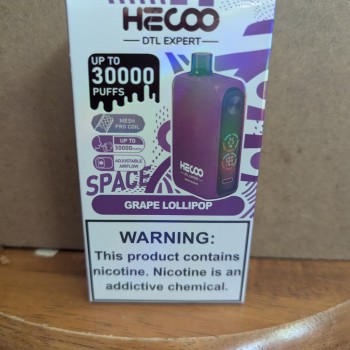 HECOO
DTL EXPERT
UP TO
30000
PUFFS
MESH
PRO COIL
UP TO
30000
ADJUSTABLE
AIRFLOW
HECOO
SPACE
GRAPE LOLLIPOP
WARNING:
This product contains
nicotine. Nicotine is an
addictive chemical.